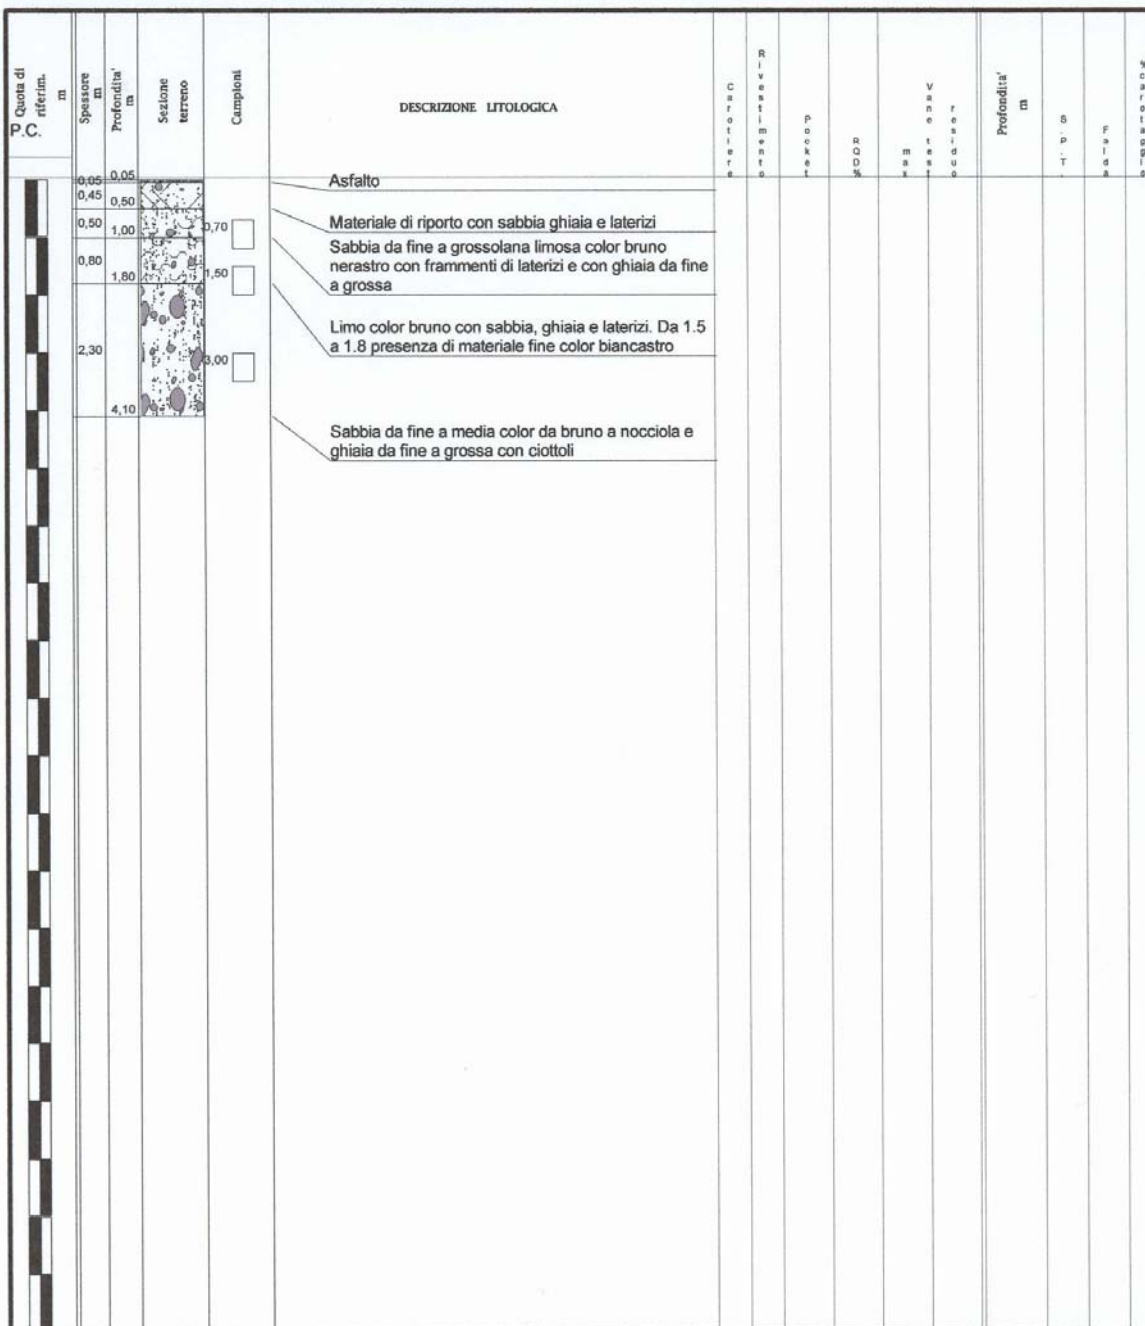 Quota di
riferim.
m
P.C.
Spessore
m
Profondita'
m
Sezione
terreno
Campioni
DESCRIZIONE LITOLOGICA
Carotiere
Rivestimento
Pocket
RQD%
max
Vane test
residuo
Profondita'
m
S.P.T.
Falda
%carotaggio
0,05 0,05
Asfalto
0,45 0,50
Materiale di riporto con sabbia ghiaia e laterizi
0,50 1,00
0,70
Sabbia da fine a grossolana limosa color bruno
nerastro con frammenti di laterizi e con ghiaia da fine
a grossa
0,80 1,80
1,50
Limo color bruno con sabbia, ghiaia e laterizi. Da 1.5
a 1.8 presenza di materiale fine color biancastro
2,30 4,10
3,00
Sabbia da fine a media color da bruno a nocciola e
ghiaia da fine a grossa con ciottoli